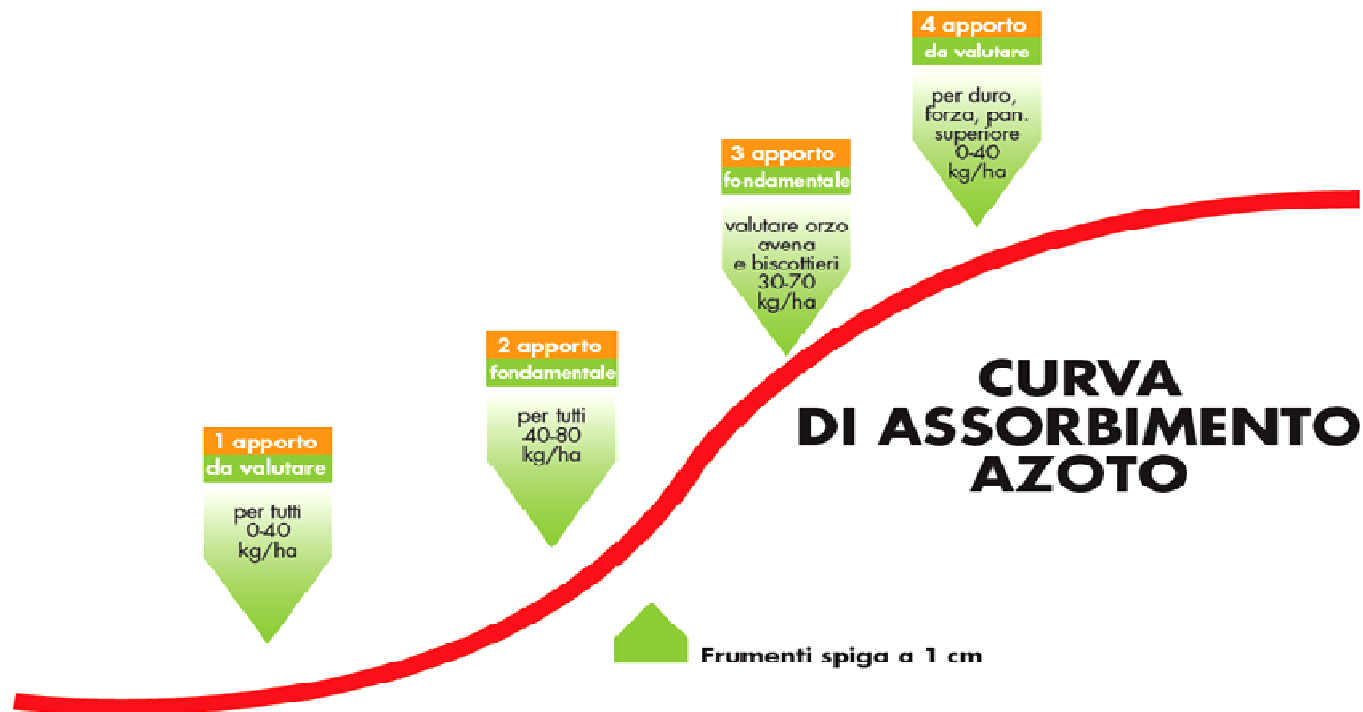 1 apporto
da valutare
per tutti
0-40
kg/ha
2 apporto
fondamentale
per tutti
40-80
kg/ha
3 apporto
fondamentale
valutare orzo
avena
e biscottieri
30-70
kg/ha
4 apporto
da valutare
per duro,
forza, pan.
superiore
0-40
kg/ha
CURVA
DI ASSORBIMENTO
AZOTO
Frumenti spiga a 1 cm